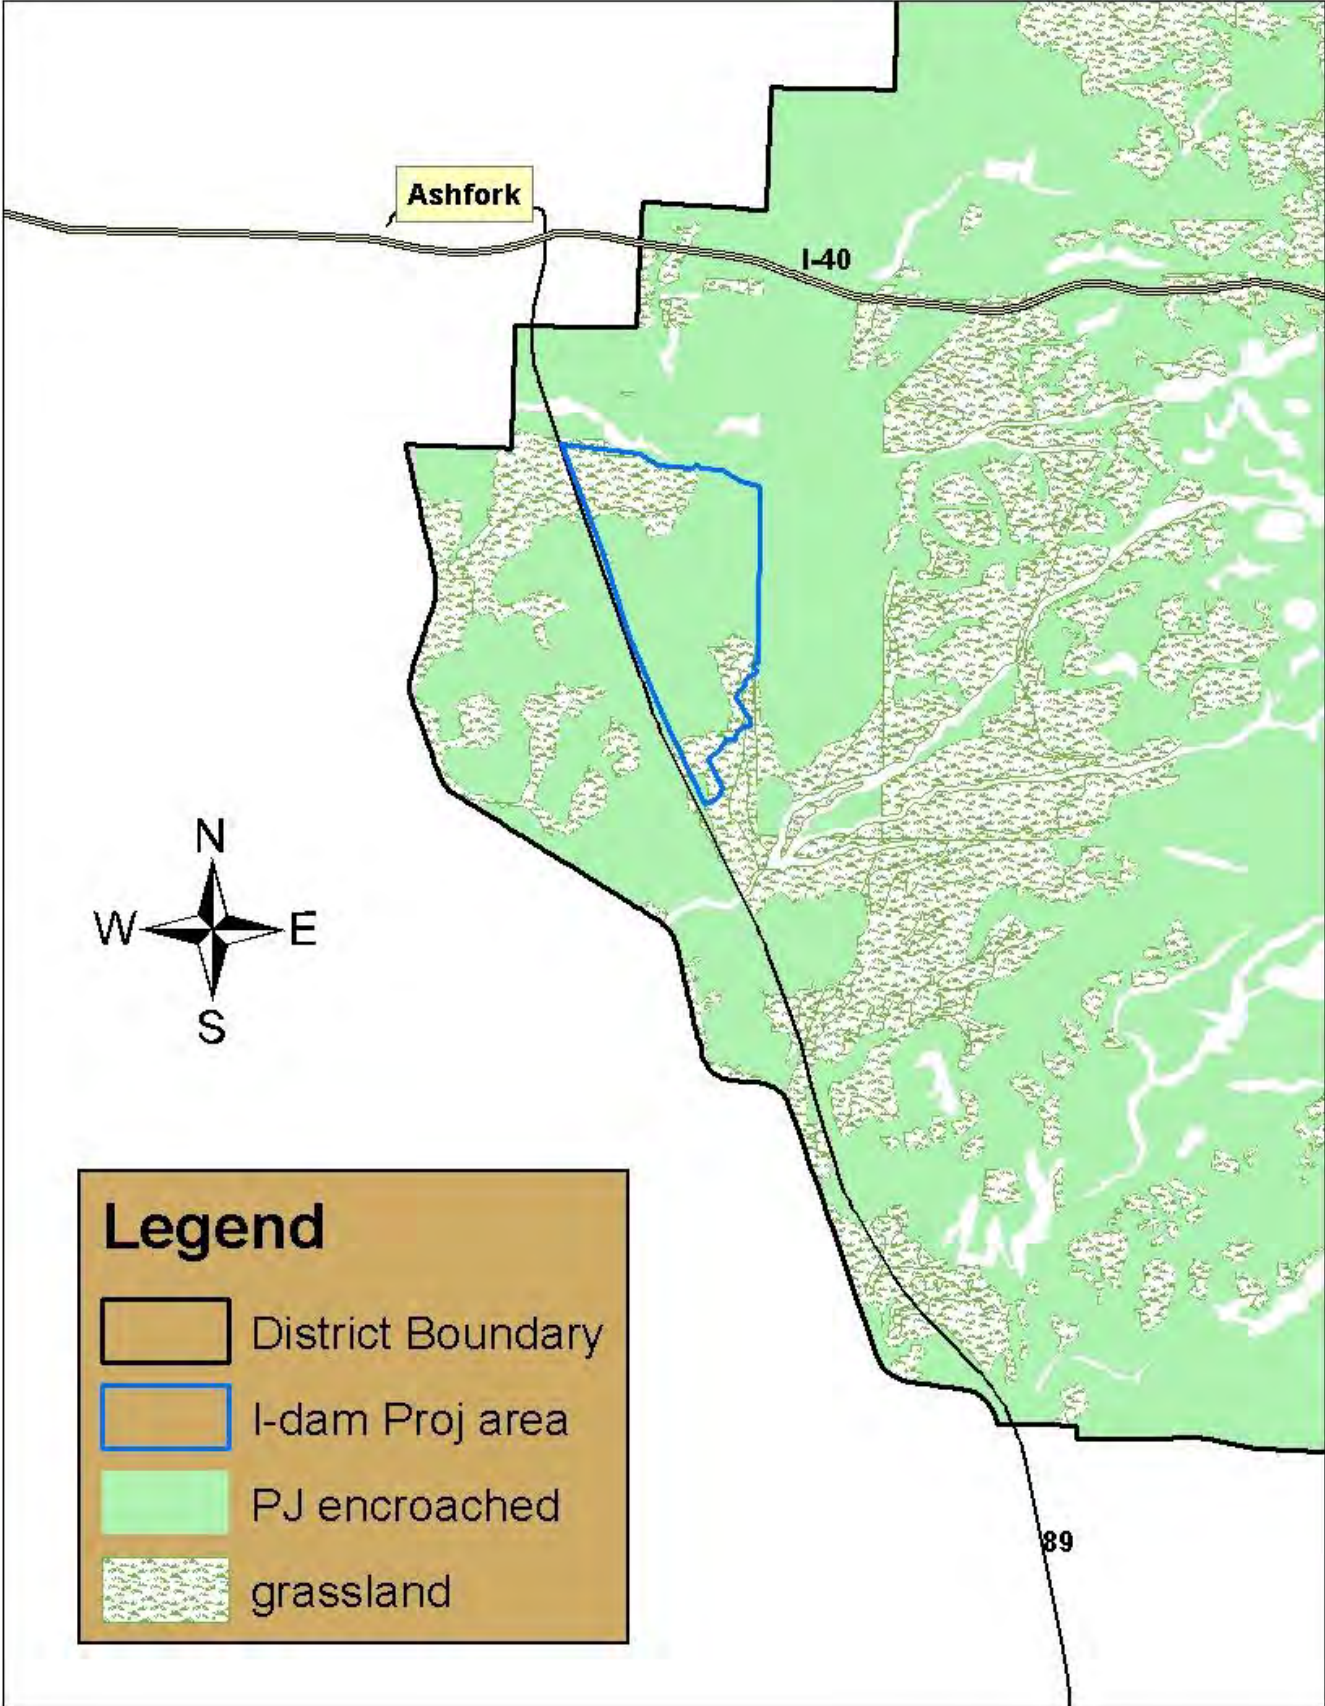 Ashfork
I-40
N
W
E
S
Legend
District Boundary
I-dam Proj area
PJ encroached
grassland
89